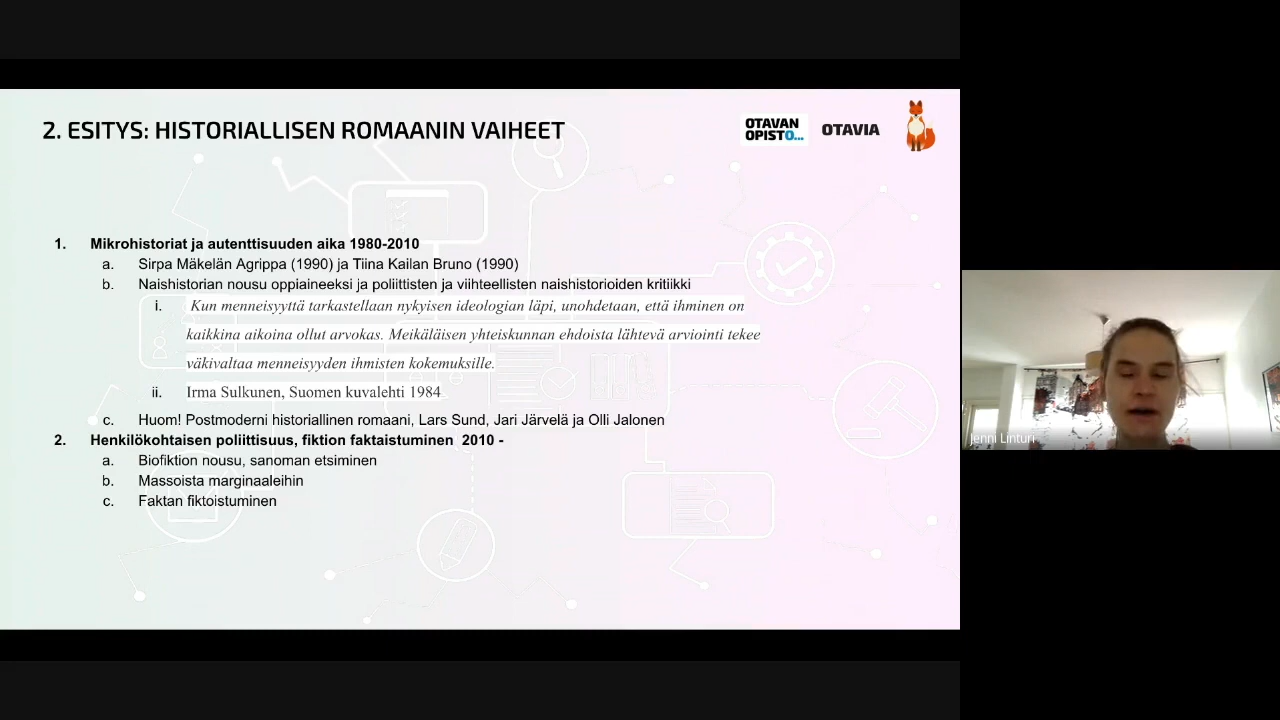 2. ESITYS: HISTORIALLISEN ROMAANIN VAIHEET
OTAVAN
OPISTO...
OTAVIA
1. Mikrohistoriat ja autenttisuuden aika 1980-2010
a. Sirpa Mäkelän Agrippa (1990) ja Tiina Kailan Bruno (1990)
b. Naishistorian nousu oppiaineeksi ja poliittisten ja viihteellisten naishistorioiden kritiikki
i. Kun menneisyyttä tarkastellaan nykyisen ideologian läpi, unohdetaan, että ihminen on
kaikkina aikoina ollut arvokas. Meikäläisen yhteiskunnan ehdoista lähtevä arviointi tekee
väkivaltaa menneisyyden ihmisten kokemuksille.
ii. Irma Sulkunen, Suomen kuvalehti 1984
c. Huom! Postmoderni historiallinen romaani, Lars Sund, Jari Järvelä ja Olli Jalonen
2. Henkilökohtaisen poliittisuus, fiktion faktaistuminen 2010 -
a. Biofiktion nousu, sanoman etsiminen
b. Massoista marginaaleihin
c. Faktan fiktoistuminen
Jenni Linturi